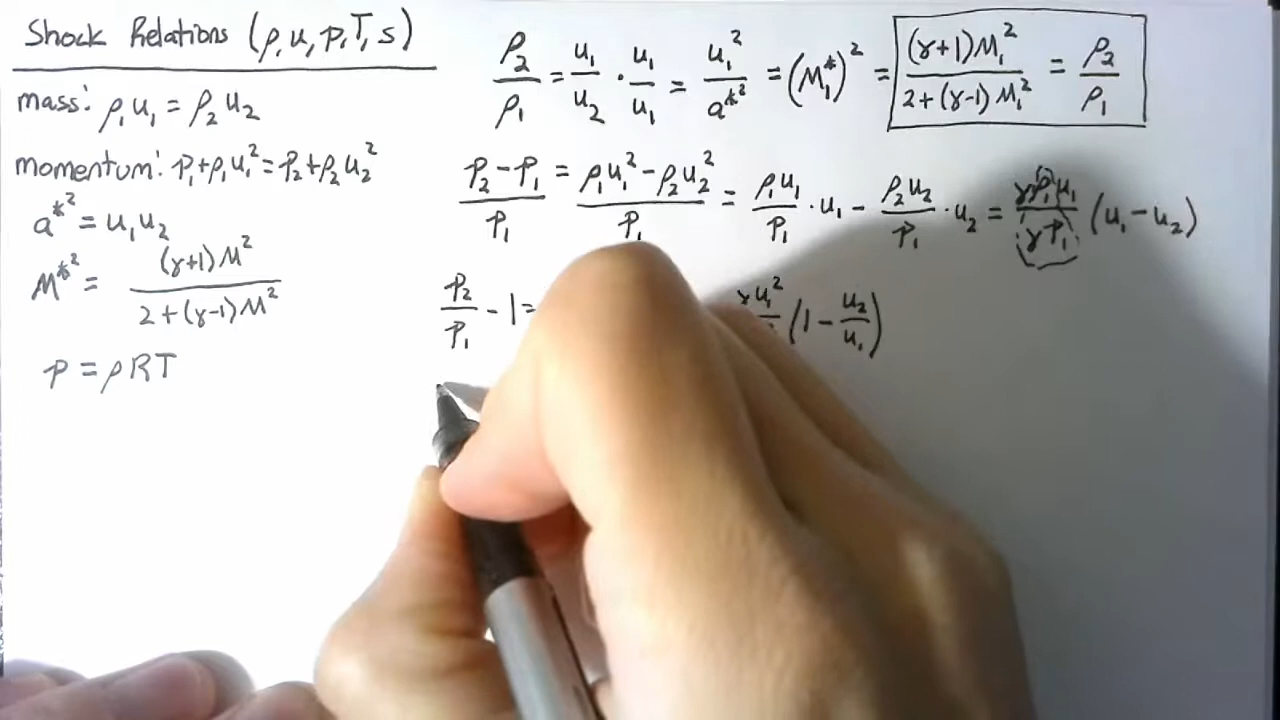 Shock Relations (ρ, u, p, T, s)
mass: ρ₁u₁ = ρ₂u₂
momentum: p₁+ρ₁u₁² = p₂+ρ₂u₂²
a*² = u₁u₂
M*² = (γ+1)M² / 2+(γ-1)M²
p = ρRT
ρ₂/ρ₁ = u₁/u₂ · u₁/u₁ = u₁²/a*² = (M₁*)² = (γ+1)M₁² / 2+(γ-1)M₁² = ρ₂/ρ₁
p₂-p₁ / p₁ = ρ₁u₁²-ρ₂u₂² / p₁ = ρ₁u₁/p₁ · u₁ - ρ₂u₂/p₁ · u₂ = γρ₁u₁/γp₁ (u₁-u₂)
p₂/p₁ - 1 = (1 - u₂/u₁)